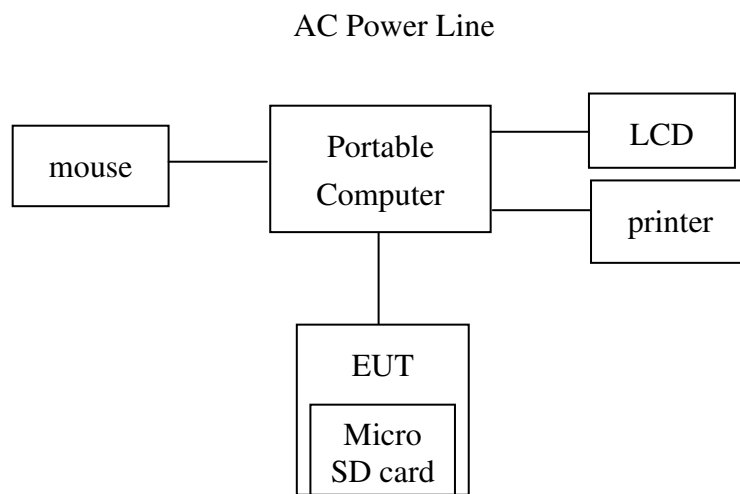 AC Power Line
mouse
Portable
Computer
LCD
printer
EUT
Micro
SD card